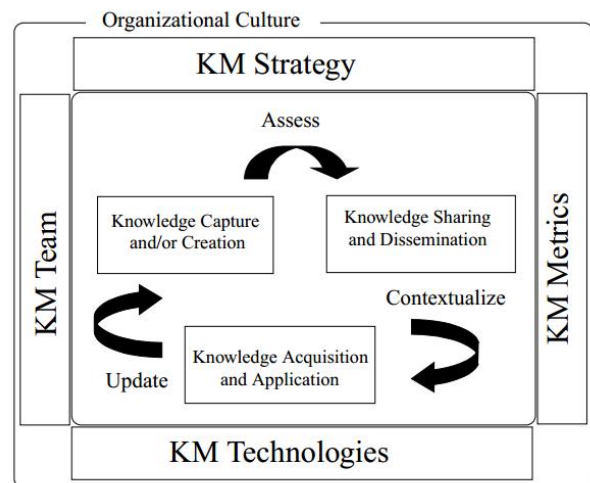 Organizational Culture
KM Strategy
Assess
Knowledge Capture
and/or Creation
Knowledge Sharing
and Dissemination
KM Team
KM Metrics
Contextualize
Update
Knowledge Acquisition
and Application
KM Technologies